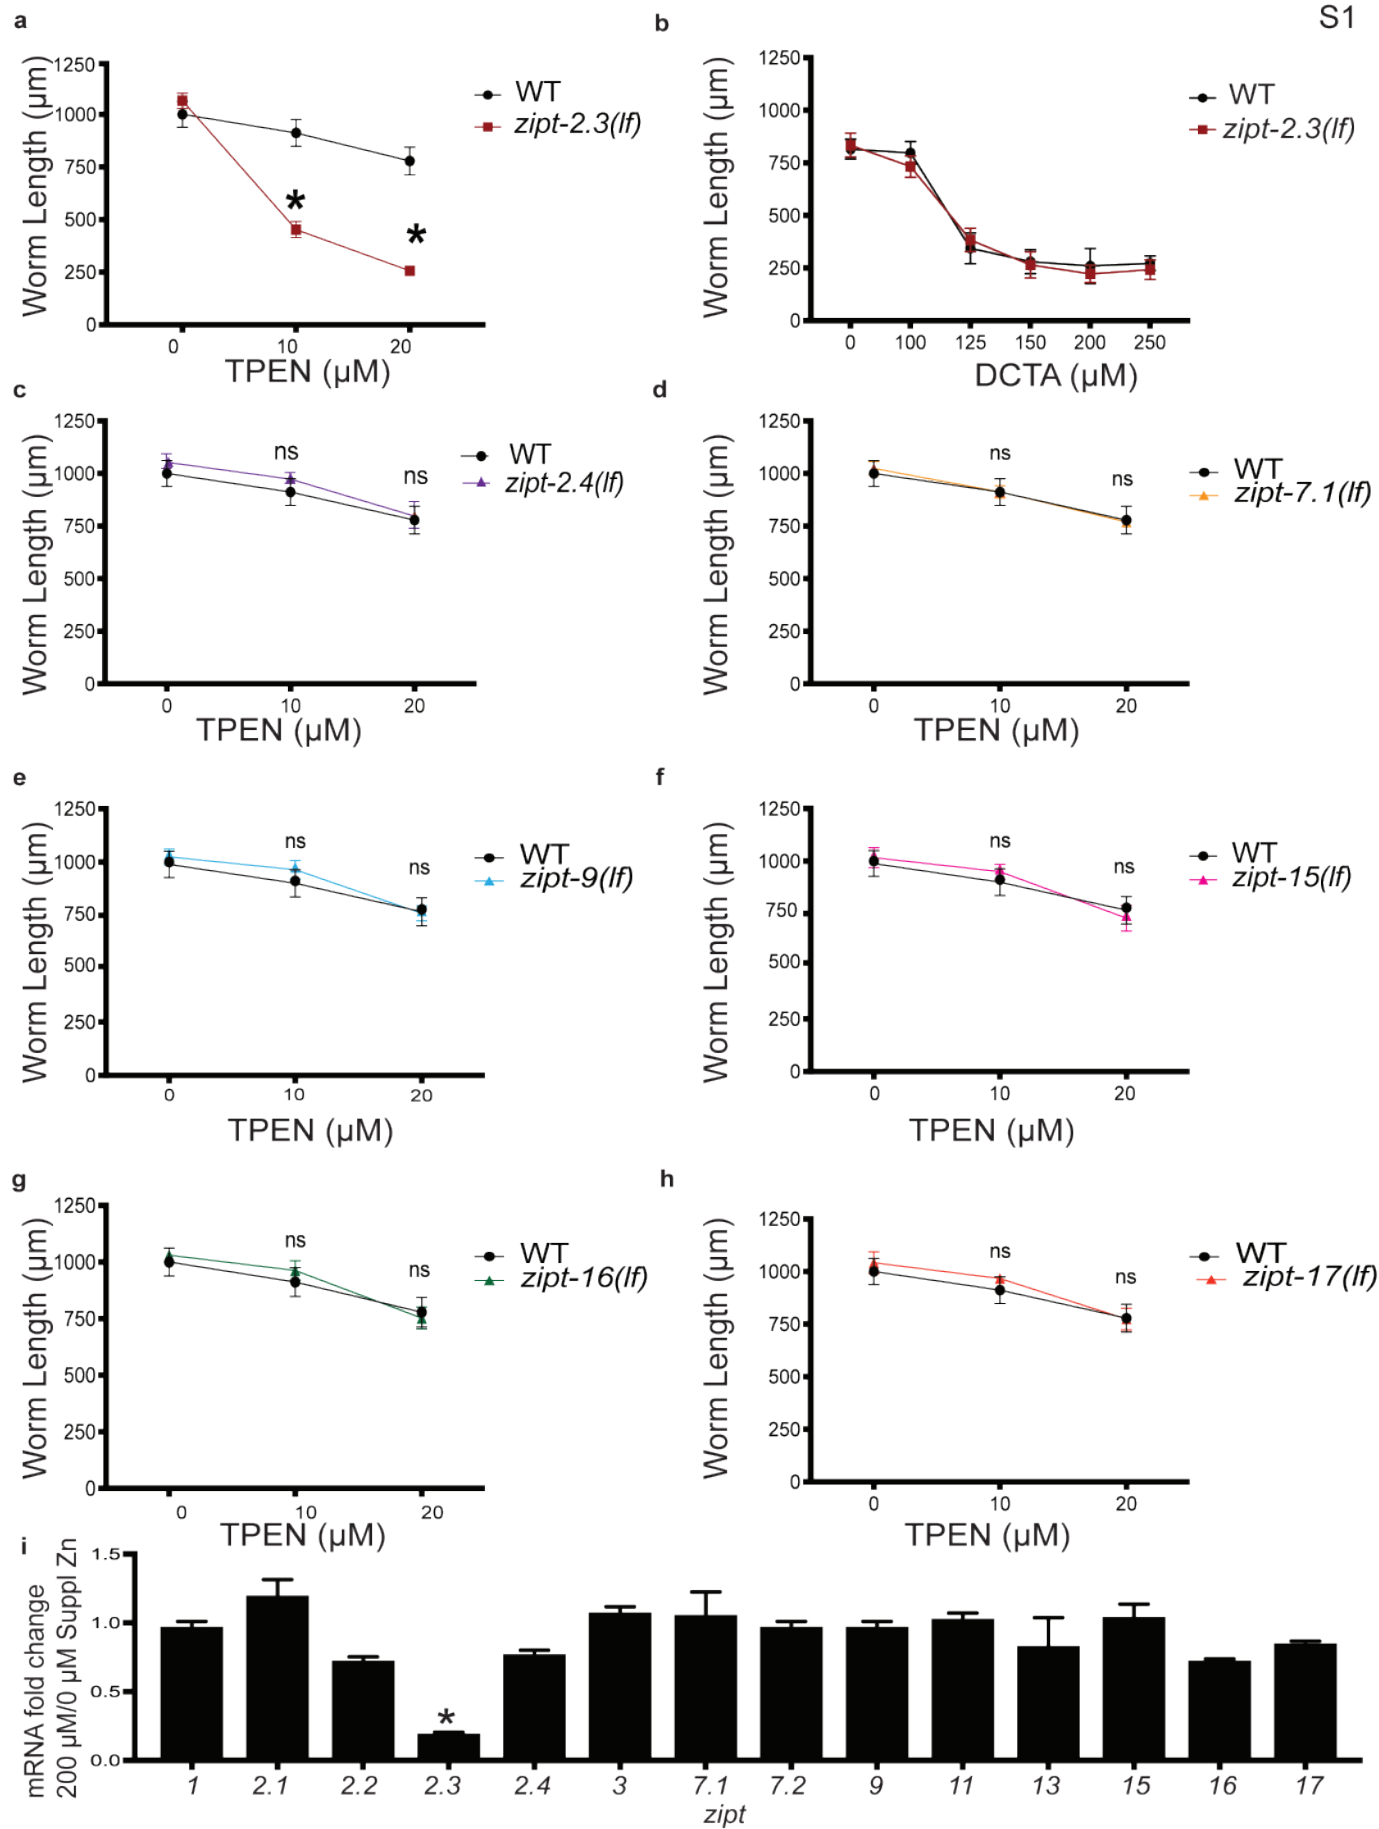 S1
a
Worm Length (µm)
1250
1000
750
500
250
0
*
*
0 10 20
TPEN (µM)
WT
zipt-2.3(lf)
b
Worm Length (µm)
1250
1000
750
500
250
0
0 100 125 150 200 250
DCTA (µM)
WT
zipt-2.3(lf)
c
Worm Length (µm)
1250
1000
750
500
250
0
ns
ns
0 10 20
TPEN (µM)
WT
zipt-2.4(lf)
d
Worm Length (µm)
1250
1000
750
500
250
0
ns
ns
0 10 20
TPEN (µM)
WT
zipt-7.1(lf)
e
Worm Length (µm)
1250
1000
750
500
250
0
ns
ns
0 10 20
TPEN (µM)
WT
zipt-9(lf)
f
Worm Length (µm)
1250
1000
750
500
250
0
ns
ns
0 10 20
TPEN (µM)
WT
zipt-15(lf)
g
Worm Length (µm)
1250
1000
750
500
250
0
ns
ns
0 10 20
TPEN (µM)
WT
zipt-16(lf)
h
Worm Length (µm)
1250
1000
750
500
250
0
ns
ns
0 10 20
TPEN (µM)
WT
zipt-17(lf)
i
mRNA fold change
200 µM/0 µM Suppl Zn
1.5
1.0
0.5
0.0
*
1 2.1 2.2 2.3 2.4 3 7.1 7.2 9 11 13 15 16 17
zipt